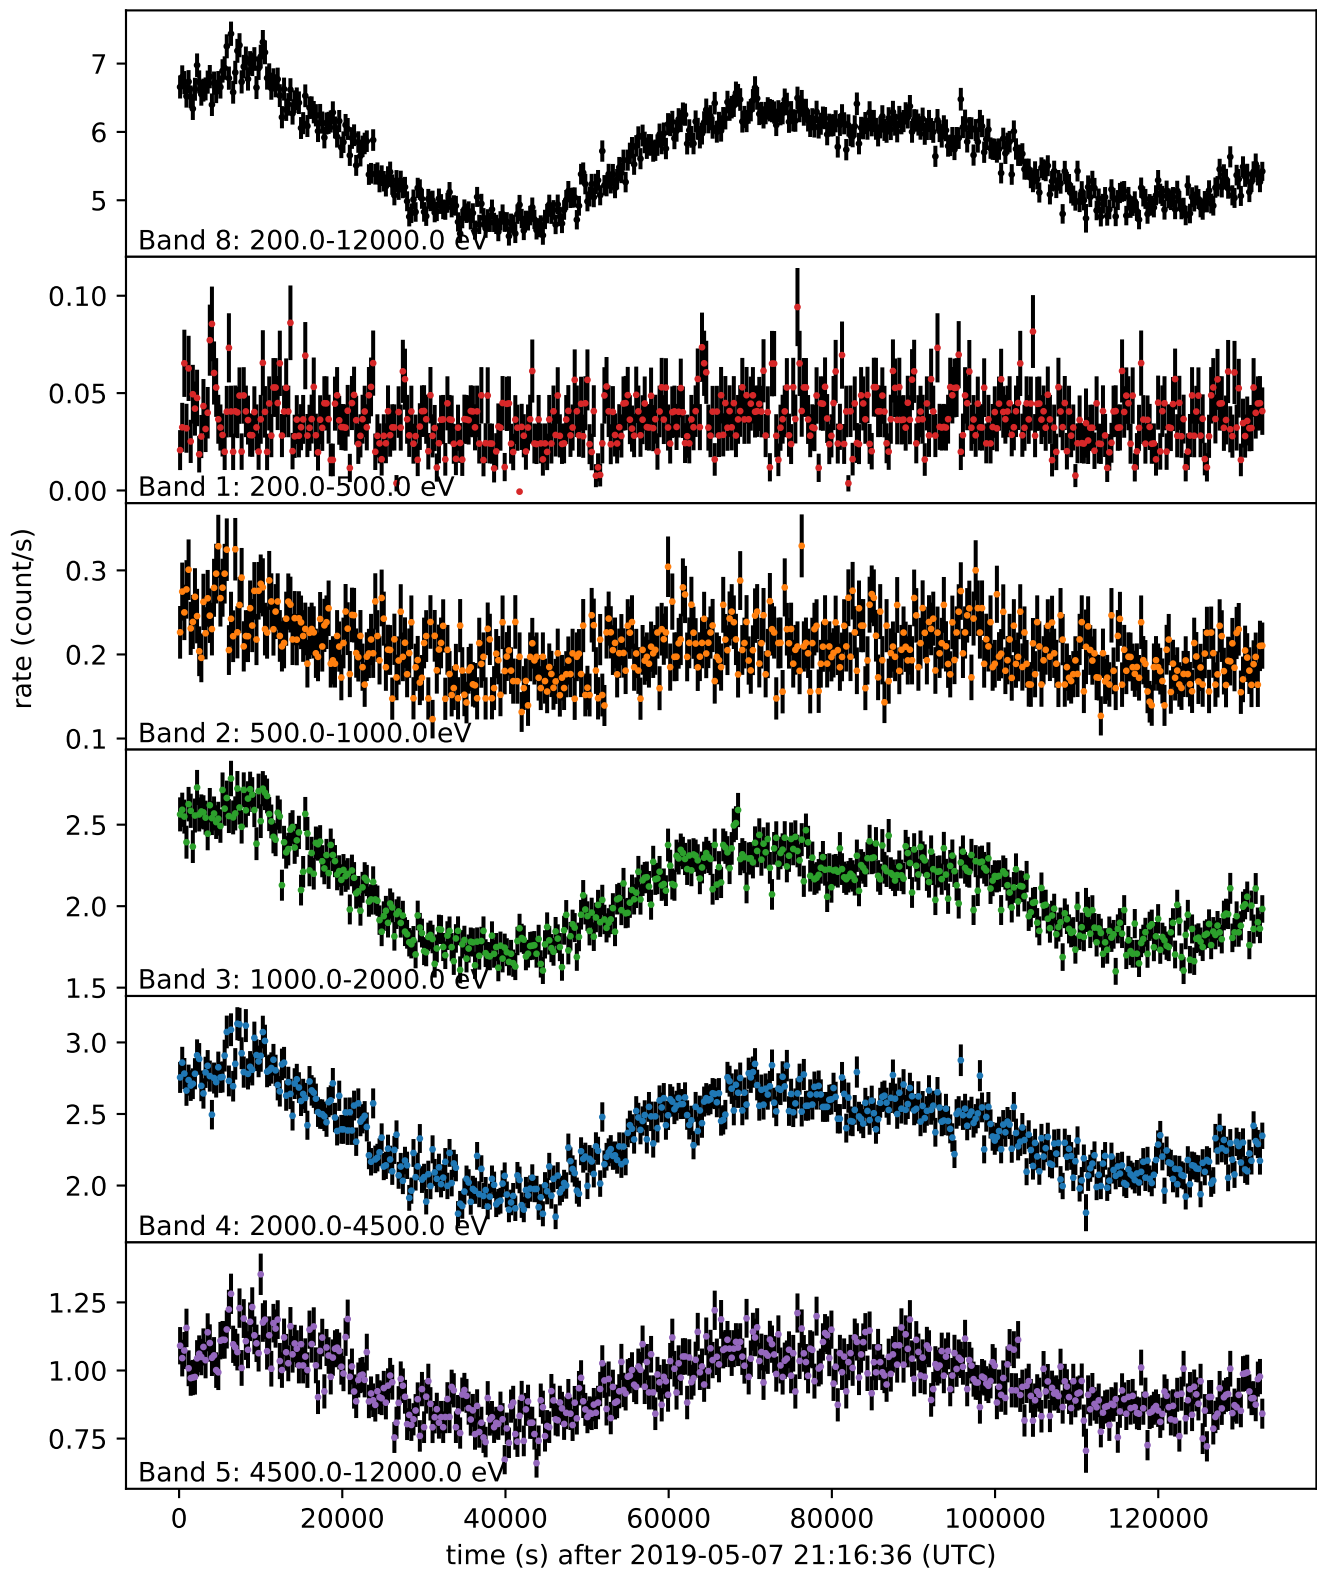 7
6
5
Band 8: 200.0-12000.0 eV
0.10
0.05
0.00
Band 1: 200.0-500.0 eV
rate (count/s)
0.3
0.2
0.1
Band 2: 500.0-1000.0 eV
2.5
2.0
1.5
Band 3: 1000.0-2000.0 eV
3.0
2.5
2.0
Band 4: 2000.0-4500.0 eV
1.25
1.00
0.75
Band 5: 4500.0-12000.0 eV
0 20000 40000 60000 80000 100000 120000
time (s) after 2019-05-07 21:16:36 (UTC)